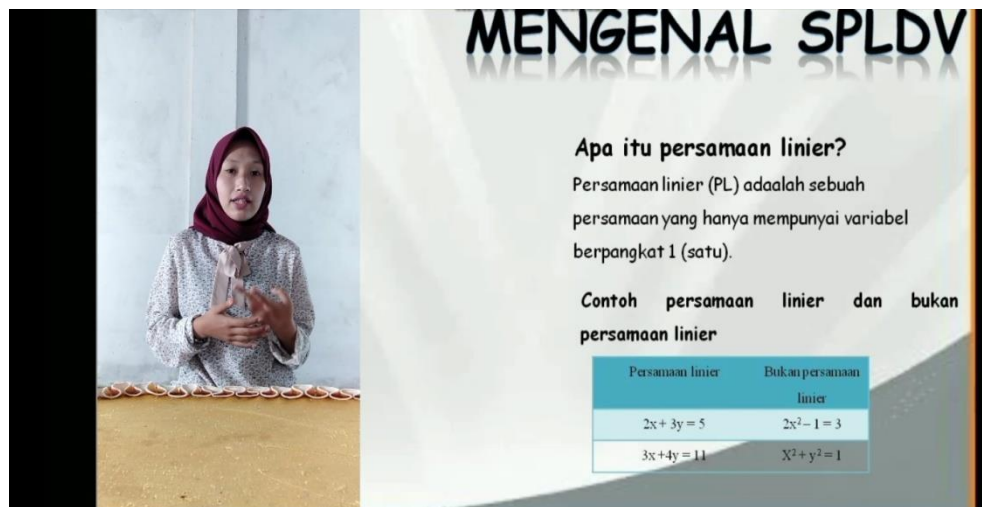 MENGENAL SPLDV
Apa itu persamaan linier?
Persamaan linier (PL) adaalah sebuah
persamaan yang hanya mempunyai variabel
berpangkat 1 (satu).
Contoh persamaan linier dan bukan
persamaan linier
Persamaan linier
Bukan persamaan
linier
2x + 3y = 5
2x² – 1 = 3
3x +4y = 11
X² + y² = 1